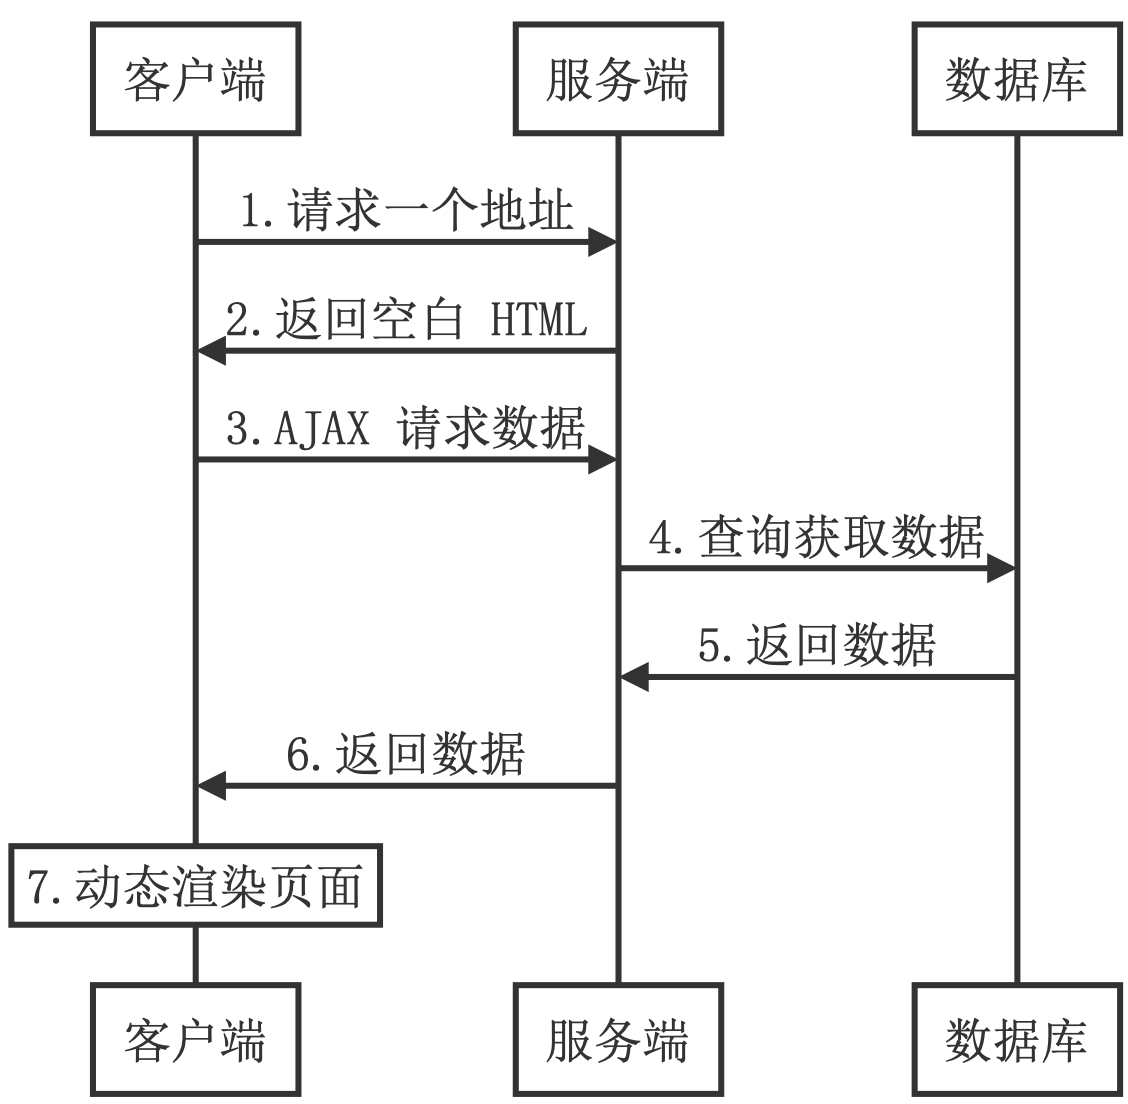 客户端
服务端
数据库
1.请求一个地址
2.返回空白 HTML
3.AJAX 请求数据
4.查询获取数据
5.返回数据
6.返回数据
7.动态渲染页面
客户端
服务端
数据库